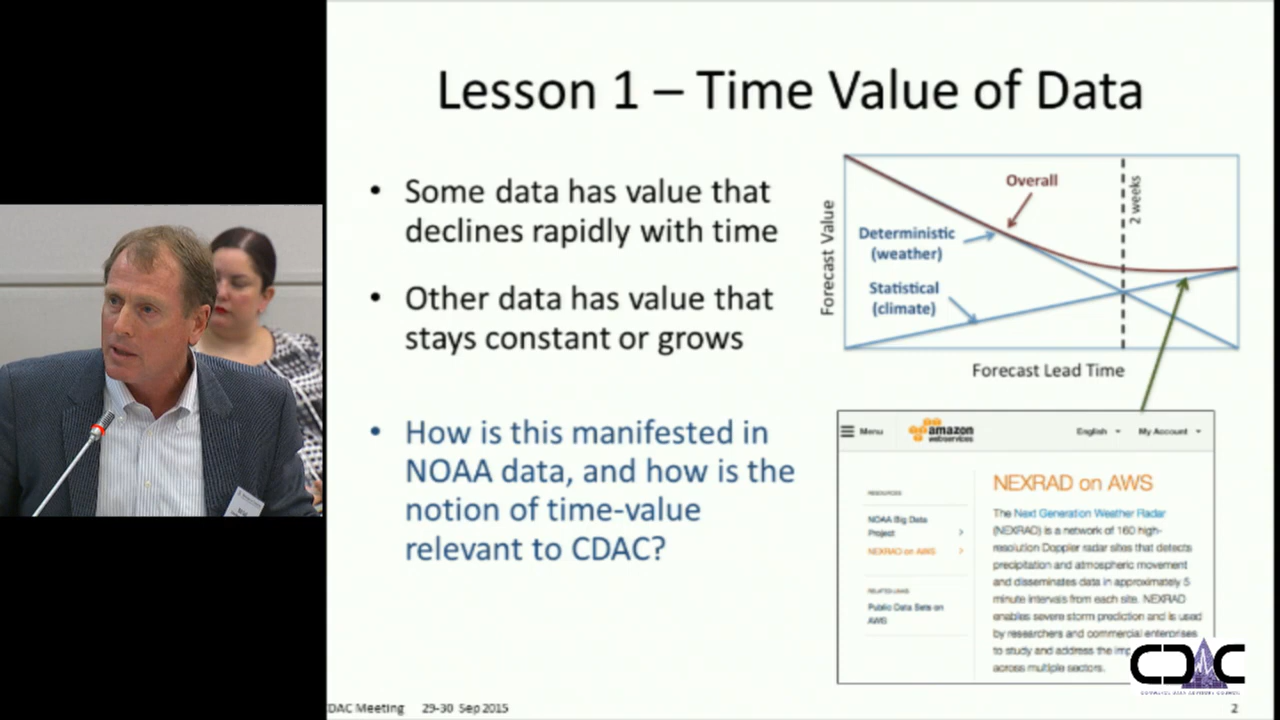 Lesson 1 – Time Value of Data
• Some data has value that
declines rapidly with time
• Other data has value that
stays constant or grows
• How is this manifested in
NOAA data, and how is the
notion of time-value
relevant to CDAC?
Forecast Value
Overall
2 weeks
Deterministic
(weather)
Statistical
(climate)
Forecast Lead Time
Menu
amazon
webservices
English
My Account
RESOURCES
NOAA Big Data
Project
NEXRAD on AWS
RELATED LINKS
Public Data Sets on
AWS
NEXRAD on AWS
The Next Generation Weather Radar
(NEXRAD) is a network of 160 high-
resolution Doppler radar sites that detects
precipitation and atmospheric movement
and disseminates data in approximately 5
minute intervals from each site. NEXRAD
enables severe storm prediction and is used
by researchers and commercial enterprises
to study and address the
across multiple sectors.
CDAC
DAC Meeting 29-30 Sep 2015
2